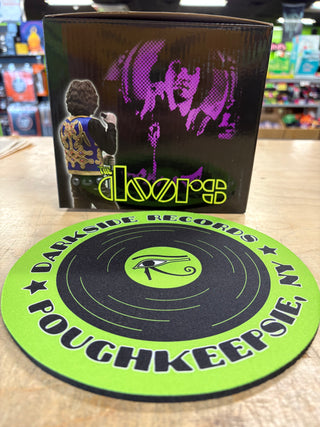 the doors
DARKSIDE RECORDS
POUGHKEEPSIE, NY